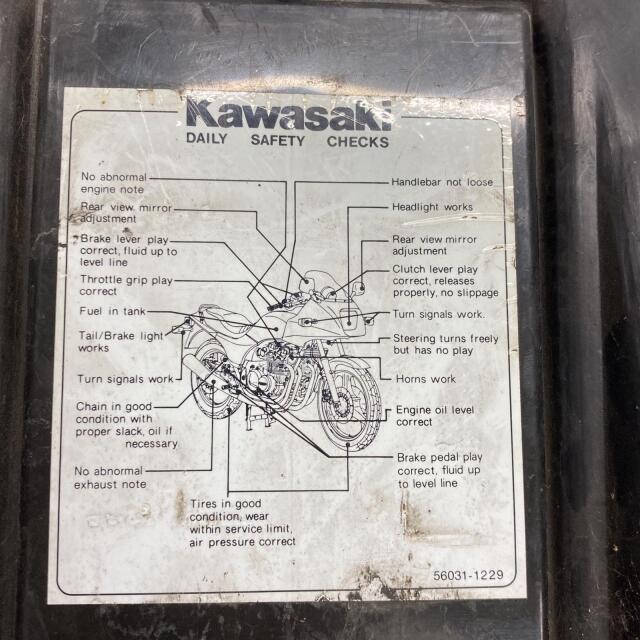 Kawasaki
DAILY SAFETY CHECKS
No abnormal
engine note
Rear view mirror
adjustment
Brake lever play
correct, fluid up to
level line
Throttle grip play
correct
Fuel in tank
Tail/Brake light
works
Turn signals work
Chain in good
condition with
proper slack, oil if
necessary
No abnormal
exhaust note
Tires in good
condition, wear
within service limit,
air pressure correct
Handlebar not loose
Headlight works
Rear view mirror
adjustment
Clutch lever play
correct, releases
properly, no slippage
Turn signals work.
Steering turns freely
but has no play
Horns work
Engine oil level
correct
Brake pedal play
correct, fluid up
to level line
56031-1229